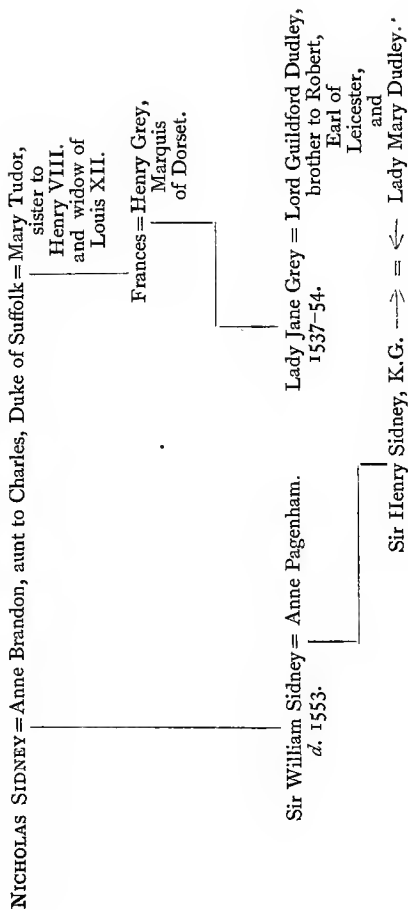 NICHOLAS SIDNEY = Anne Brandon, aunt to Charles, Duke of Suffolk = Mary Tudor,
sister to
Henry VIII.
and widow of
Louis XII.
Frances = Henry Grey,
Marquis
of Dorset.
Sir William Sidney = Anne Pagenham.
d. 1553.
Lady Jane Grey = Lord Guildford Dudley,
1537-54.
brother to Robert,
Earl of
Leicester,
and
Sir Henry Sidney, K.G. = Lady Mary Dudley.